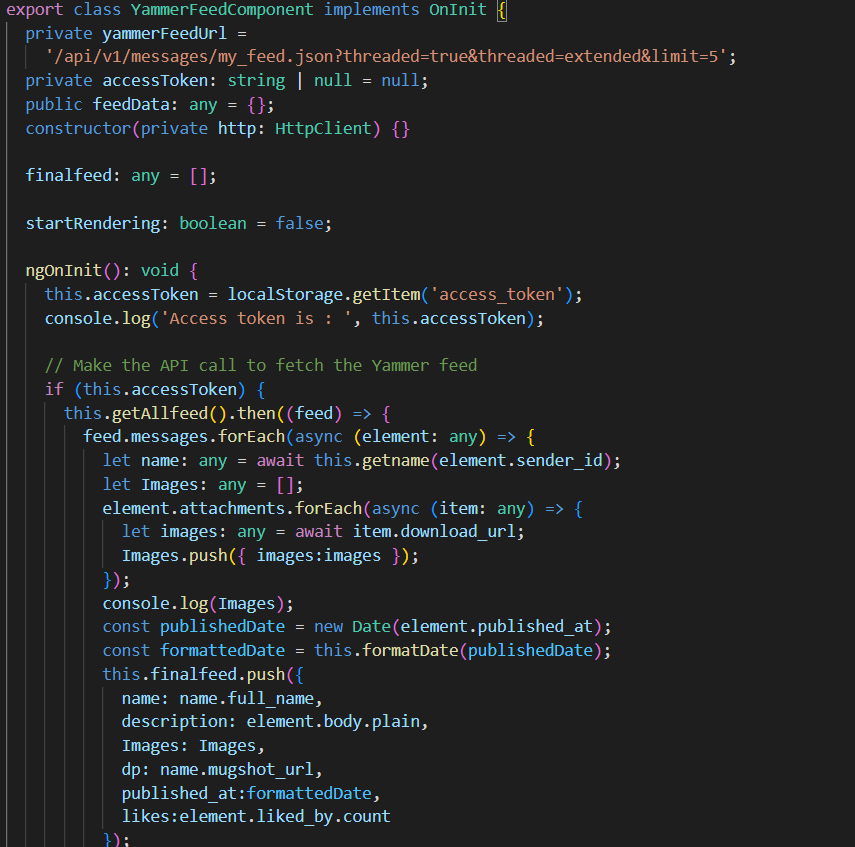 export class YammerFeedComponent implements OnInit {
  private yammerFeedUrl =
    '/api/v1/messages/my_feed.json?threaded=true&threaded=extended&limit=5';
  private accessToken: string | null = null;
  public feedData: any = {};
  constructor(private http: HttpClient) {}
  finalfeed: any = [];
  startRendering: boolean = false;
  ngOnInit(): void {
    this.accessToken = localStorage.getItem('access_token');
    console.log('Access token is : ', this.accessToken);
    // Make the API call to fetch the Yammer feed
    if (this.accessToken) {
      this.getAllfeed().then((feed) => {
        feed.messages.forEach(async (element: any) => {
          let name: any = await this.getname(element.sender_id);
          let Images: any = [];
          element.attachments.forEach(async (item: any) => {
            let images: any = await item.download_url;
            Images.push({ images:images });
          });
          console.log(Images);
          const publishedDate = new Date(element.published_at);
          const formattedDate = this.formatDate(publishedDate);
          this.finalfeed.push({
            name: name.full_name,
            description: element.body.plain,
            Images: Images,
            dp: name.mugshot_url,
            published_at:formattedDate,
            likes:element.liked_by.count
          });